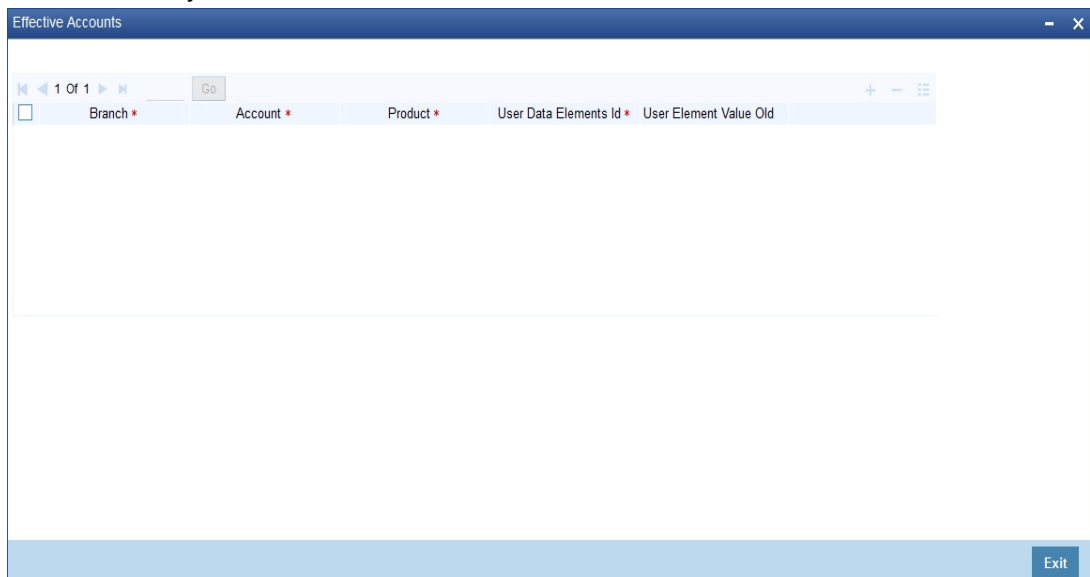 Effective Accounts
1 Of 1 Go
Branch * Account * Product * User Data Elements Id * User Element Value Old
Exit